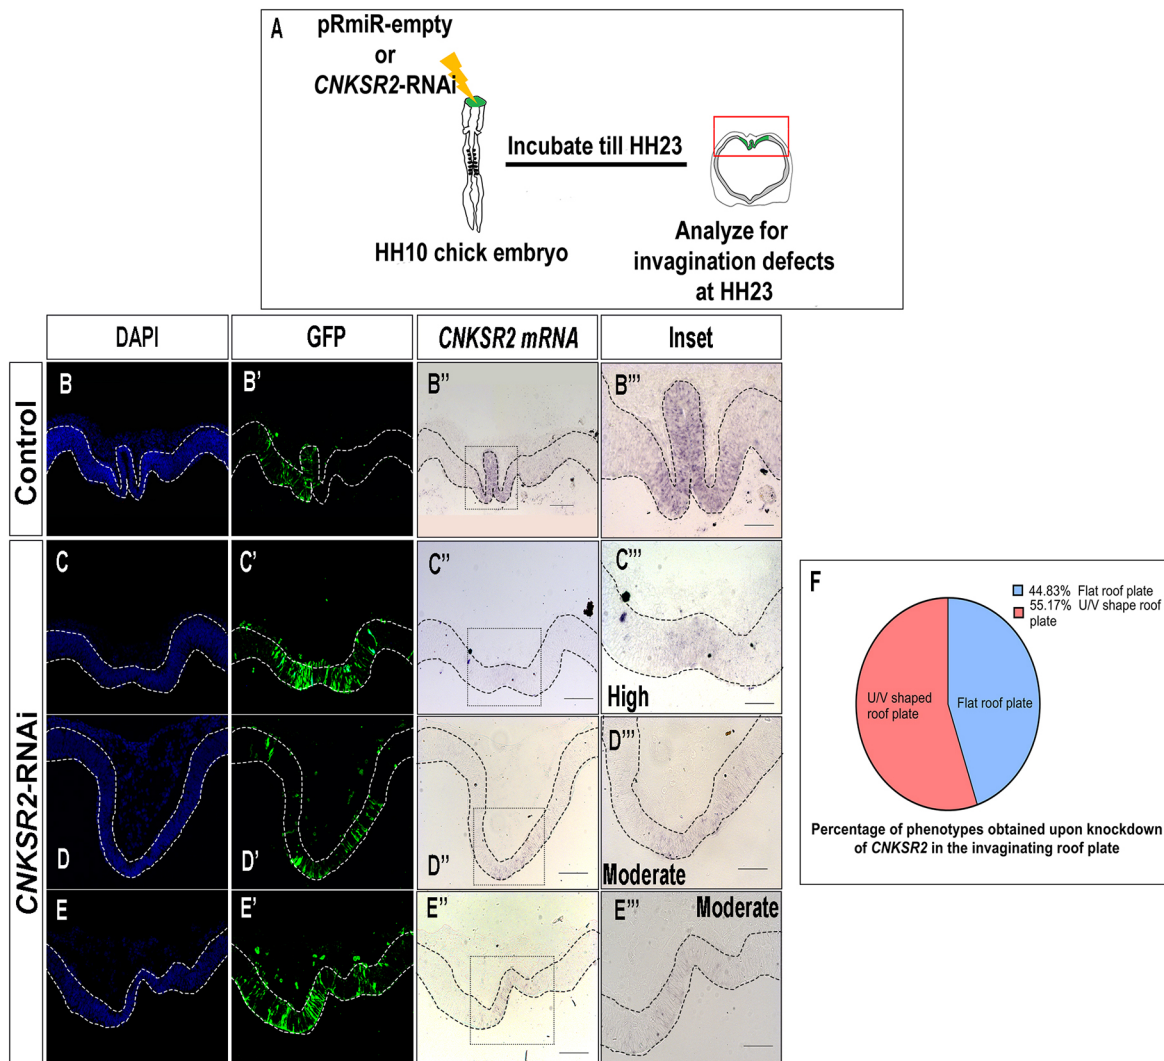 A
pRmiR-empty
or
CNKSR2-RNAi
Incubate till HH23
HH10 chick embryo
Analyze for
invagination defects
at HH23
DAPI
GFP
CNKSR2 mRNA
Inset
Control
B
B'
B''
B'''
CNKSR2-RNAi
C
C'
C''
C'''
High
D
D'
D''
D'''
Moderate
E
E'
E''
E'''
Moderate
F
44.83% Flat roof plate
55.17% U/V shape roof
plate
U/V shaped
roof plate
Flat roof plate
Percentage of phenotypes obtained upon knockdown
of CNKSR2 in the invaginating roof plate